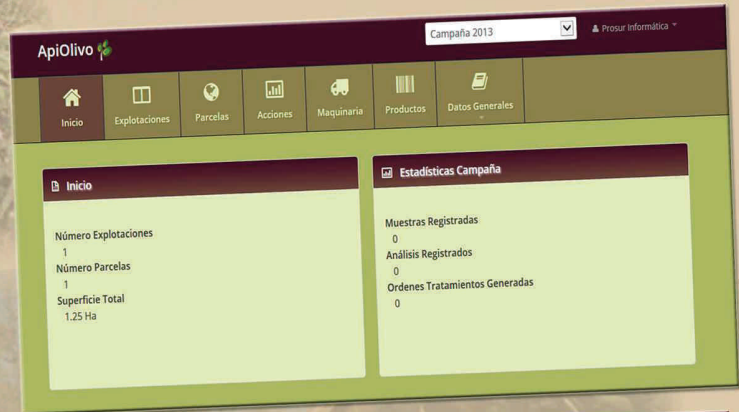 ApiOlivo
Campaña 2013
Prosur Informática
Inicio
Explotaciones
Parcelas
Acciones
Maquinaria
Productos
Datos Generales
Inicio
Número Explotaciones
1
Número Parcelas
1
Superficie Total
1.25 Ha
Estadísticas Campaña
Muestras Registradas
0
Análisis Registrados
0
Ordenes Tratamientos Generadas
0